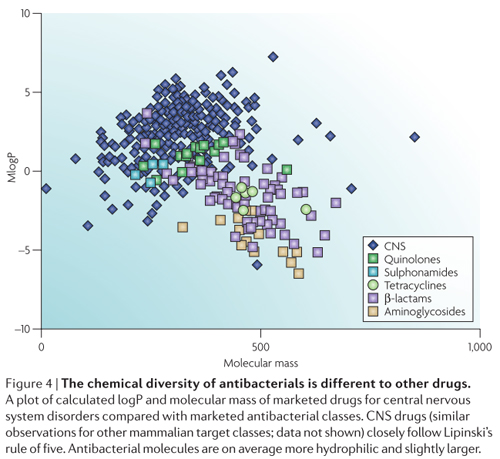 10
5
0
−5
−10
MlogP
0
500
1,000
Molecular mass
CNS
Quinolones
Sulphonamides
Tetracyclines
β-lactams
Aminoglycosides
Figure 4 | The chemical diversity of antibacterials is different to other drugs.
A plot of calculated logP and molecular mass of marketed drugs for central nervous
system disorders compared with marketed antibacterial classes. CNS drugs (similar
observations for other mammalian target classes; data not shown) closely follow Lipinski's
rule of five. Antibacterial molecules are on average more hydrophilic and slightly larger.